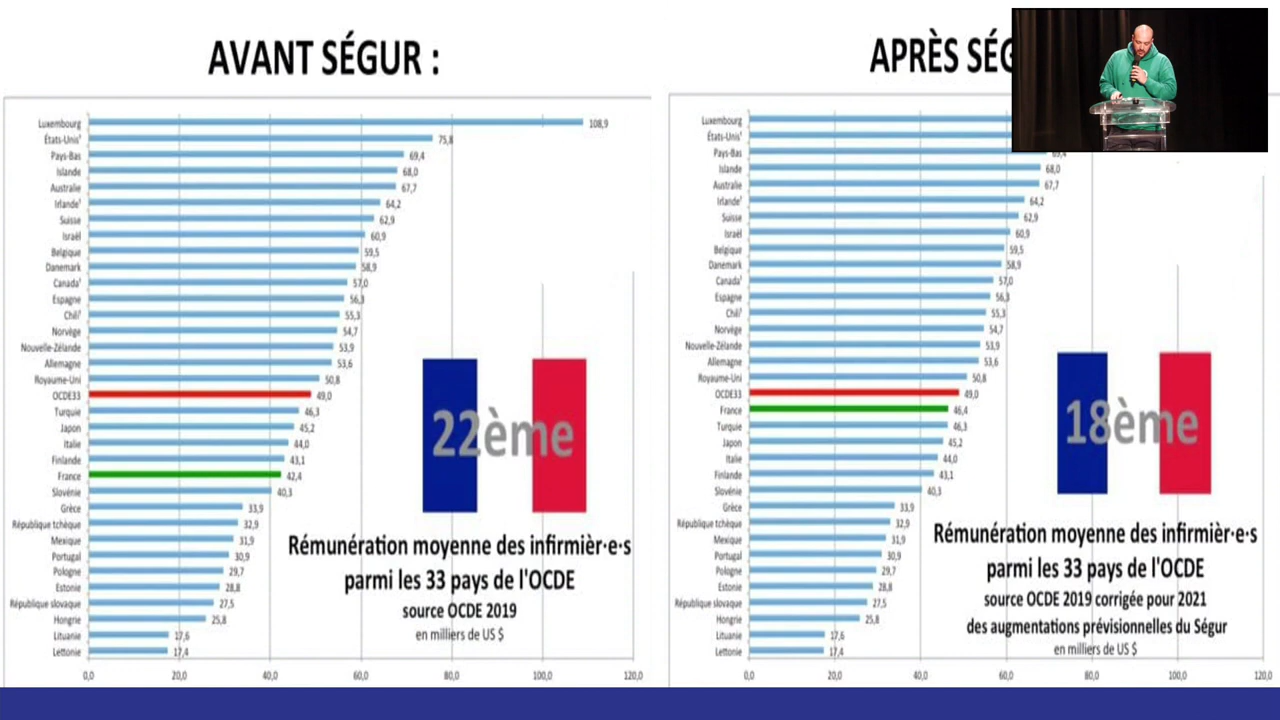 AVANT SÉGUR :
Luxembourg 108,9
États-Unis¹ 75,8
Pays-Bas 69,4
Islande 68,0
Australie 67,7
Irlande¹ 64,2
Suisse 62,9
Israël 60,9
Belgique 59,5
Danemark 58,9
Canada¹ 57,0
Espagne 56,3
Chili¹ 55,3
Norvège 54,7
Nouvelle-Zélande 53,9
Allemagne 53,6
Royaume-Uni 50,8
OCDE33 49,0
Turquie 46,3
Japon 45,2
Italie 44,0
Finlande 43,1
France 42,4
Slovénie 40,3
Grèce 33,9
République tchèque 32,9
Mexique 31,9
Portugal 30,9
Pologne 29,7
Estonie 28,8
République slovaque 27,5
Hongrie 25,8
Lituanie 17,6
Lettonie 17,4
0,0 20,0 40,0 60,0 80,0 100,0 120,0
22ème
Rémunération moyenne des infirmièr·e·s
parmi les 33 pays de l'OCDE
source OCDE 2019
en milliers de US $
APRÈS SÉG
Luxembourg
États-Unis¹
Pays-Bas 69,4
Islande 68,0
Australie 67,7
Irlande¹ 64,2
Suisse 62,9
Israël 60,9
Belgique 59,5
Danemark 58,9
Canada¹ 57,0
Espagne 56,3
Chili¹ 55,3
Norvège 54,7
Nouvelle-Zélande 53,9
Allemagne 53,6
Royaume-Uni 50,8
OCDE33 49,0
France 46,4
Turquie 46,3
Japon 45,2
Italie 44,0
Finlande 43,1
Slovénie 40,3
Grèce 33,9
République tchèque 32,9
Mexique 31,9
Portugal 30,9
Pologne 29,7
Estonie 28,8
République slovaque 27,5
Hongrie 25,8
Lituanie 17,6
Lettonie 17,4
0,0 20,0 40,0 60,0 80,0 100,0 120,0
18ème
Rémunération moyenne des infirmièr·e·s
parmi les 33 pays de l'OCDE
source OCDE 2019 corrigée pour 2021
des augmentations prévisionnelles du Ségur
en milliers de US $